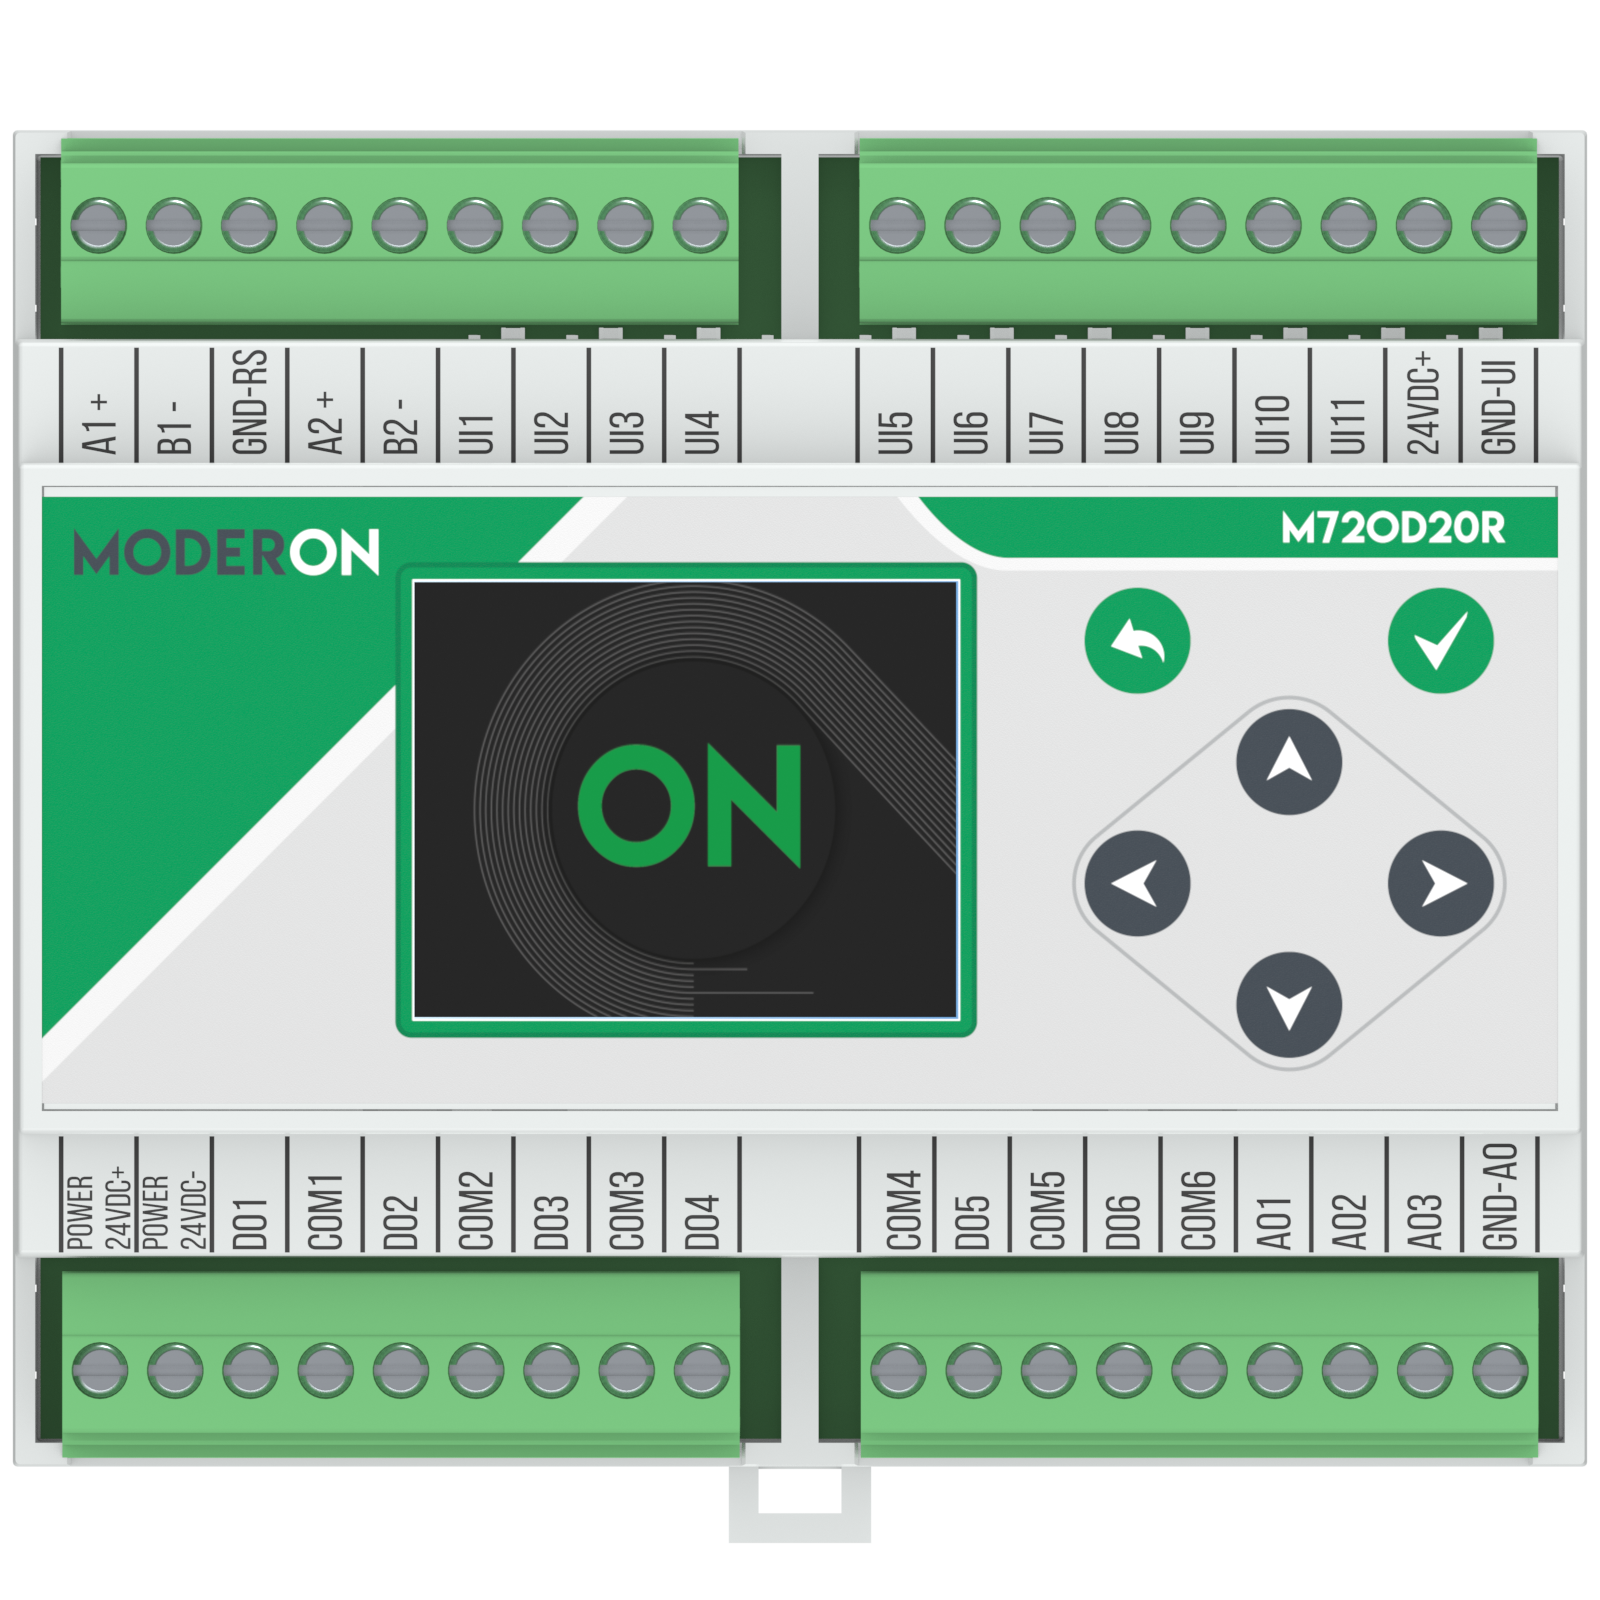 A1 +
B1 -
GND-RS
A2 +
B2 -
UI1
UI2
UI3
UI4
UI5
UI6
UI7
UI8
UI9
UI10
UI11
24VDC+
GND-UI
MODERON
M72OD20R
ON
POWER
24VDC+
POWER
24VDC-
DO1
COM1
DO2
COM2
DO3
COM3
DO4
COM4
DO5
COM5
DO6
COM6
AO1
AO2
AO3
GND-AO